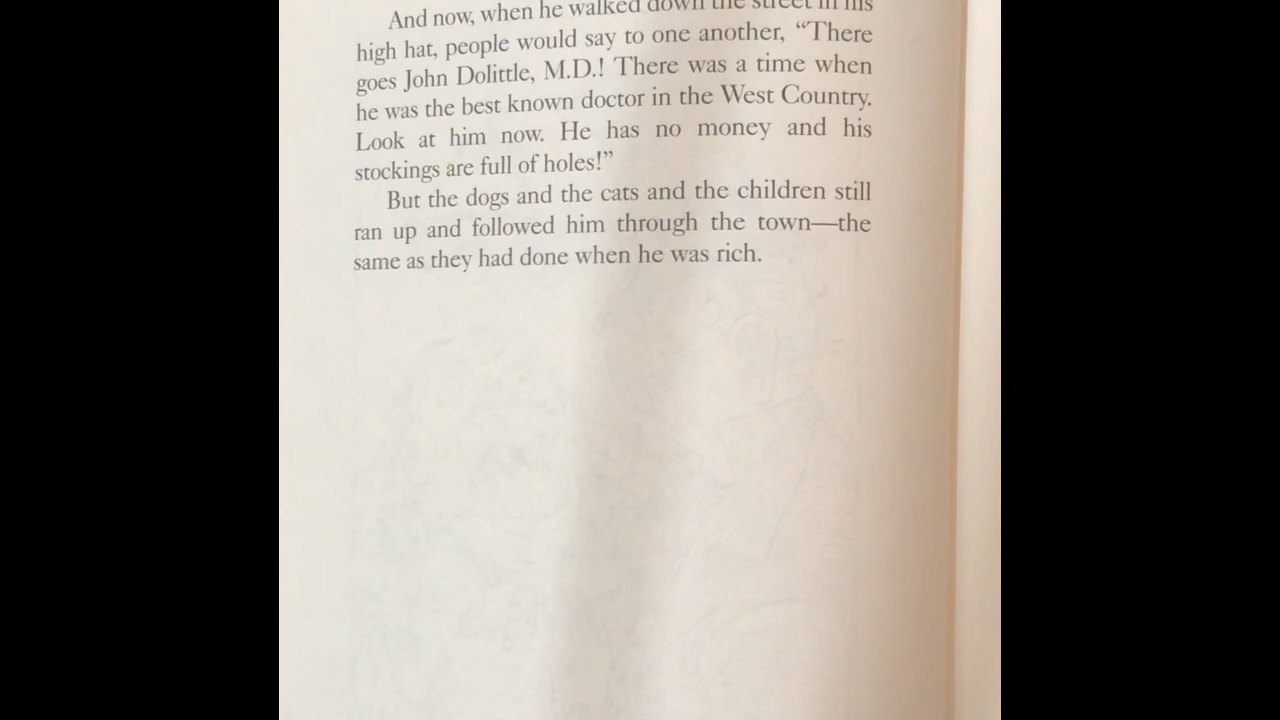 And now, when he walked down the street in his
high hat, people would say to one another, “There
goes John Dolittle, M.D.! There was a time when
he was the best known doctor in the West Country.
Look at him now. He has no money and his
stockings are full of holes!”
But the dogs and the cats and the children still
ran up and followed him through the town—the
same as they had done when he was rich.